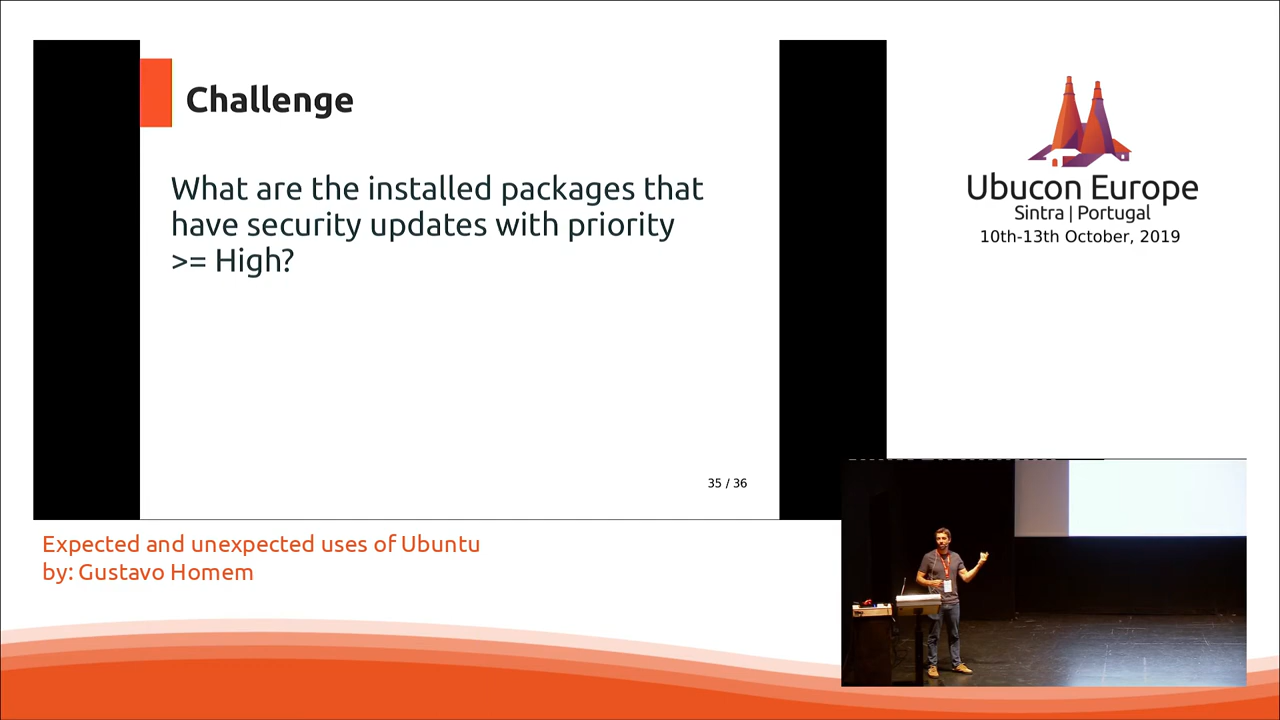 Challenge
What are the installed packages that
have security updates with priority
>= High?
35 / 36
Ubucon Europe
Sintra | Portugal
10th-13th October, 2019
Expected and unexpected uses of Ubuntu
by: Gustavo Homem